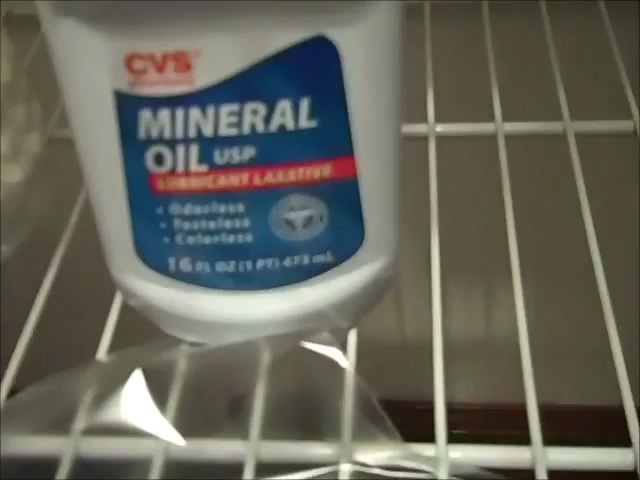 CVS
MINERAL
OIL USP
LUBRICANT LAXATIVE
• Odorless
• Tasteless
• Colorless
16 FL OZ (1 PT) 473 mL